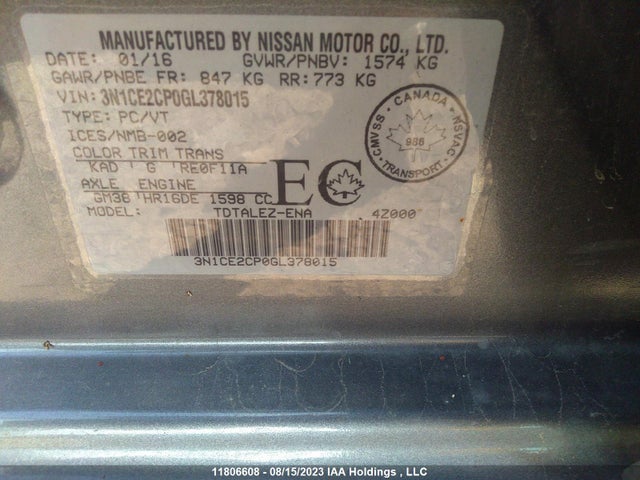 MANUFACTURED BY NISSAN MOTOR CO., LTD.
DATE: 01/16 GVWR/PNBV: 1574 KG
GAWR/PNBE FR: 847 KG RR: 773 KG
VIN: 3N1CE2CP0GL378015
TYPE: PC/VT
ICES/NMB-002
COLOR TRIM TRANS
KAD G RE0F11A
AXLE ENGINE
GM38 HR16DE 1598 CC
MODEL: TDTALEZ-ENA 4Z000
EC
CANADA
CMVSS NSVAC
988
TRANSPORT
3N1CE2CP0GL378015
11806608 - 08/15/2023 IAA Holdings , LLC